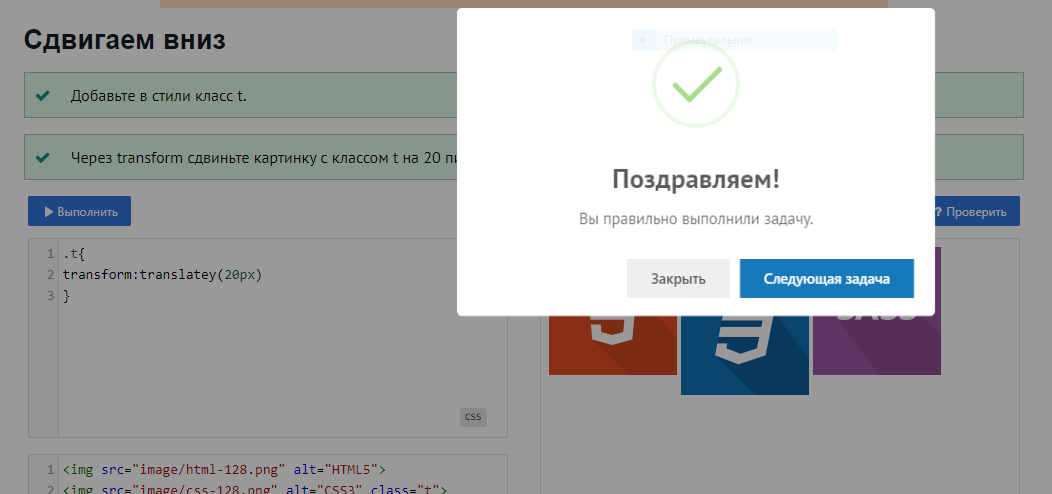 Сдвигаем вниз
Прямоугольник
Добавьте в стили класс t.
Через transform сдвиньте картинку с классом t на 20
Поздравляем!
Вы правильно выполнили задачу.
Закрыть
Следующая задача
Выполнить
? Проверить
1 .t{
2 transform:translatey(20px)
3 }
CSS
1 <img src="image/html-128.png" alt="HTML5">
2 <img src="image/css-128.png" alt="CSS3" class="t">